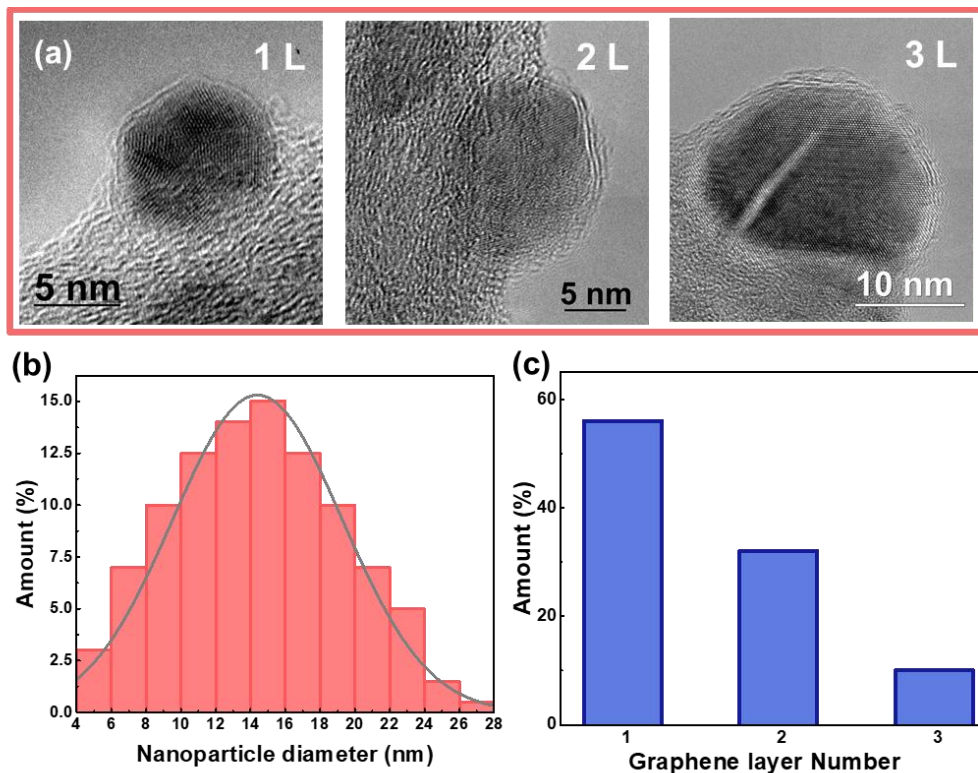 (a)
1 L
2 L
3 L
5 nm
5 nm
10 nm
(b)
Amount (%)
15.0
12.5
10.0
7.5
5.0
2.5
0.0
4 6 8 10 12 14 16 18 20 22 24 26 28
Nanoparticle diameter (nm)
(c)
Amount (%)
60
40
20
0
1 2 3
Graphene layer Number